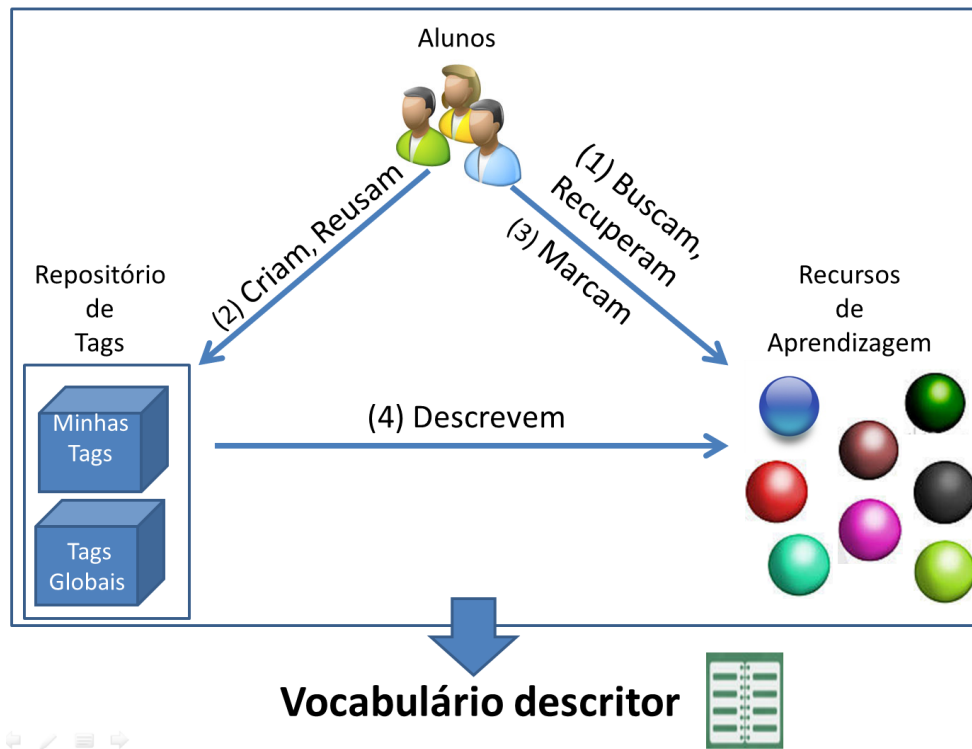 Alunos
(1) Buscam,
Recuperam
(3) Marcam
(2) Criam, Reusam
Repositório
de
Tags
Recursos
de
Aprendizagem
Minhas
Tags
(4) Descrevem
Tags
Globais
Vocabulário descritor